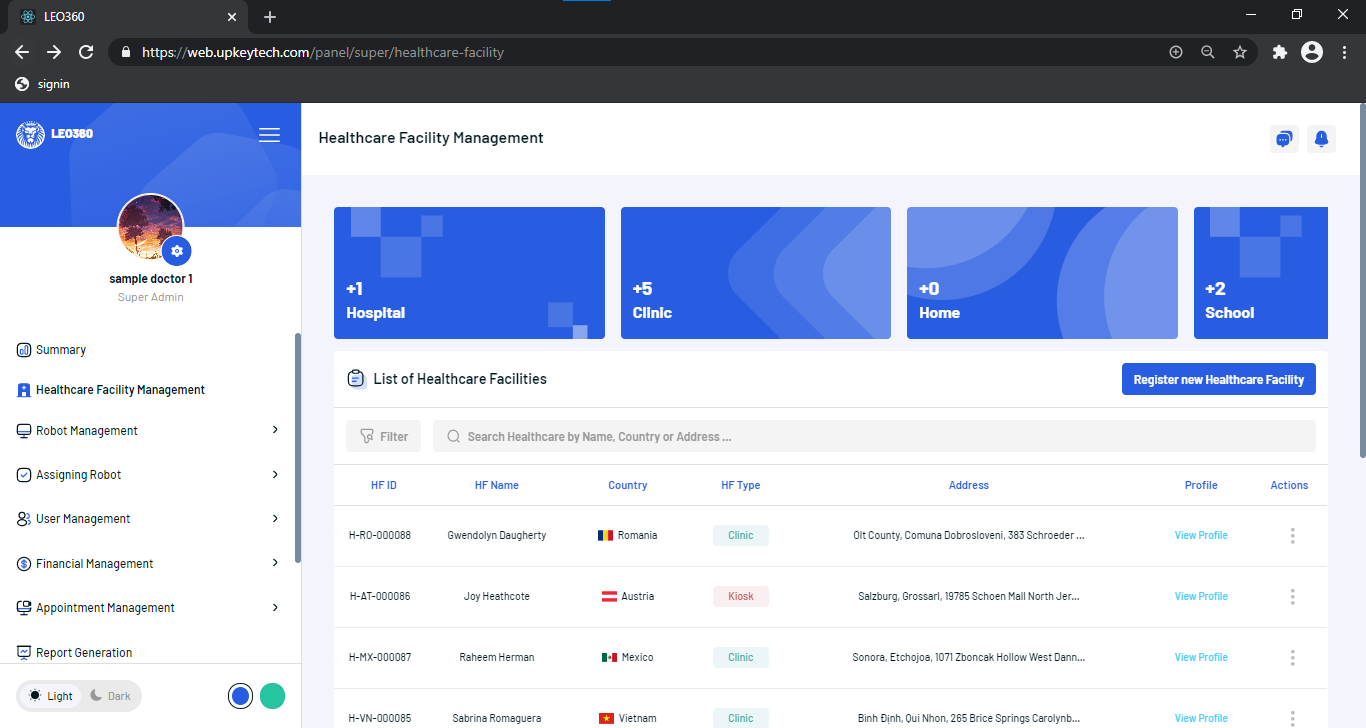 LEO360
https://web.upkeytech.com/panel/super/healthcare-facility
signin
LEO360
sample doctor 1
Super Admin
Summary
Healthcare Facility Management
Robot Management
Assigning Robot
User Management
Financial Management
Appointment Management
Report Generation
Light Dark
Healthcare Facility Management
+1
Hospital
+5
Clinic
+0
Home
+2
School
List of Healthcare Facilities
Register new Healthcare Facility
Filter
Search Healthcare by Name, Country or Address ...
HF ID HF Name Country HF Type Address Profile Actions
H-RO-000088 Gwendolyn Daugherty Romania Clinic Olt County, Comuna Dobrosloveni, 383 Schroeder ... View Profile
H-AT-000086 Joy Heathcote Austria Kiosk Salzburg, Grossarl, 19785 Schoen Mall North Jer... View Profile
H-MX-000087 Raheem Herman Mexico Clinic Sonora, Etchojoa, 1071 Zboncak Hollow West Dann... View Profile
H-VN-000085 Sabrina Romaguera Vietnam Clinic Bình Định, Qui Nhon, 265 Brice Springs Carolynb... View Profile